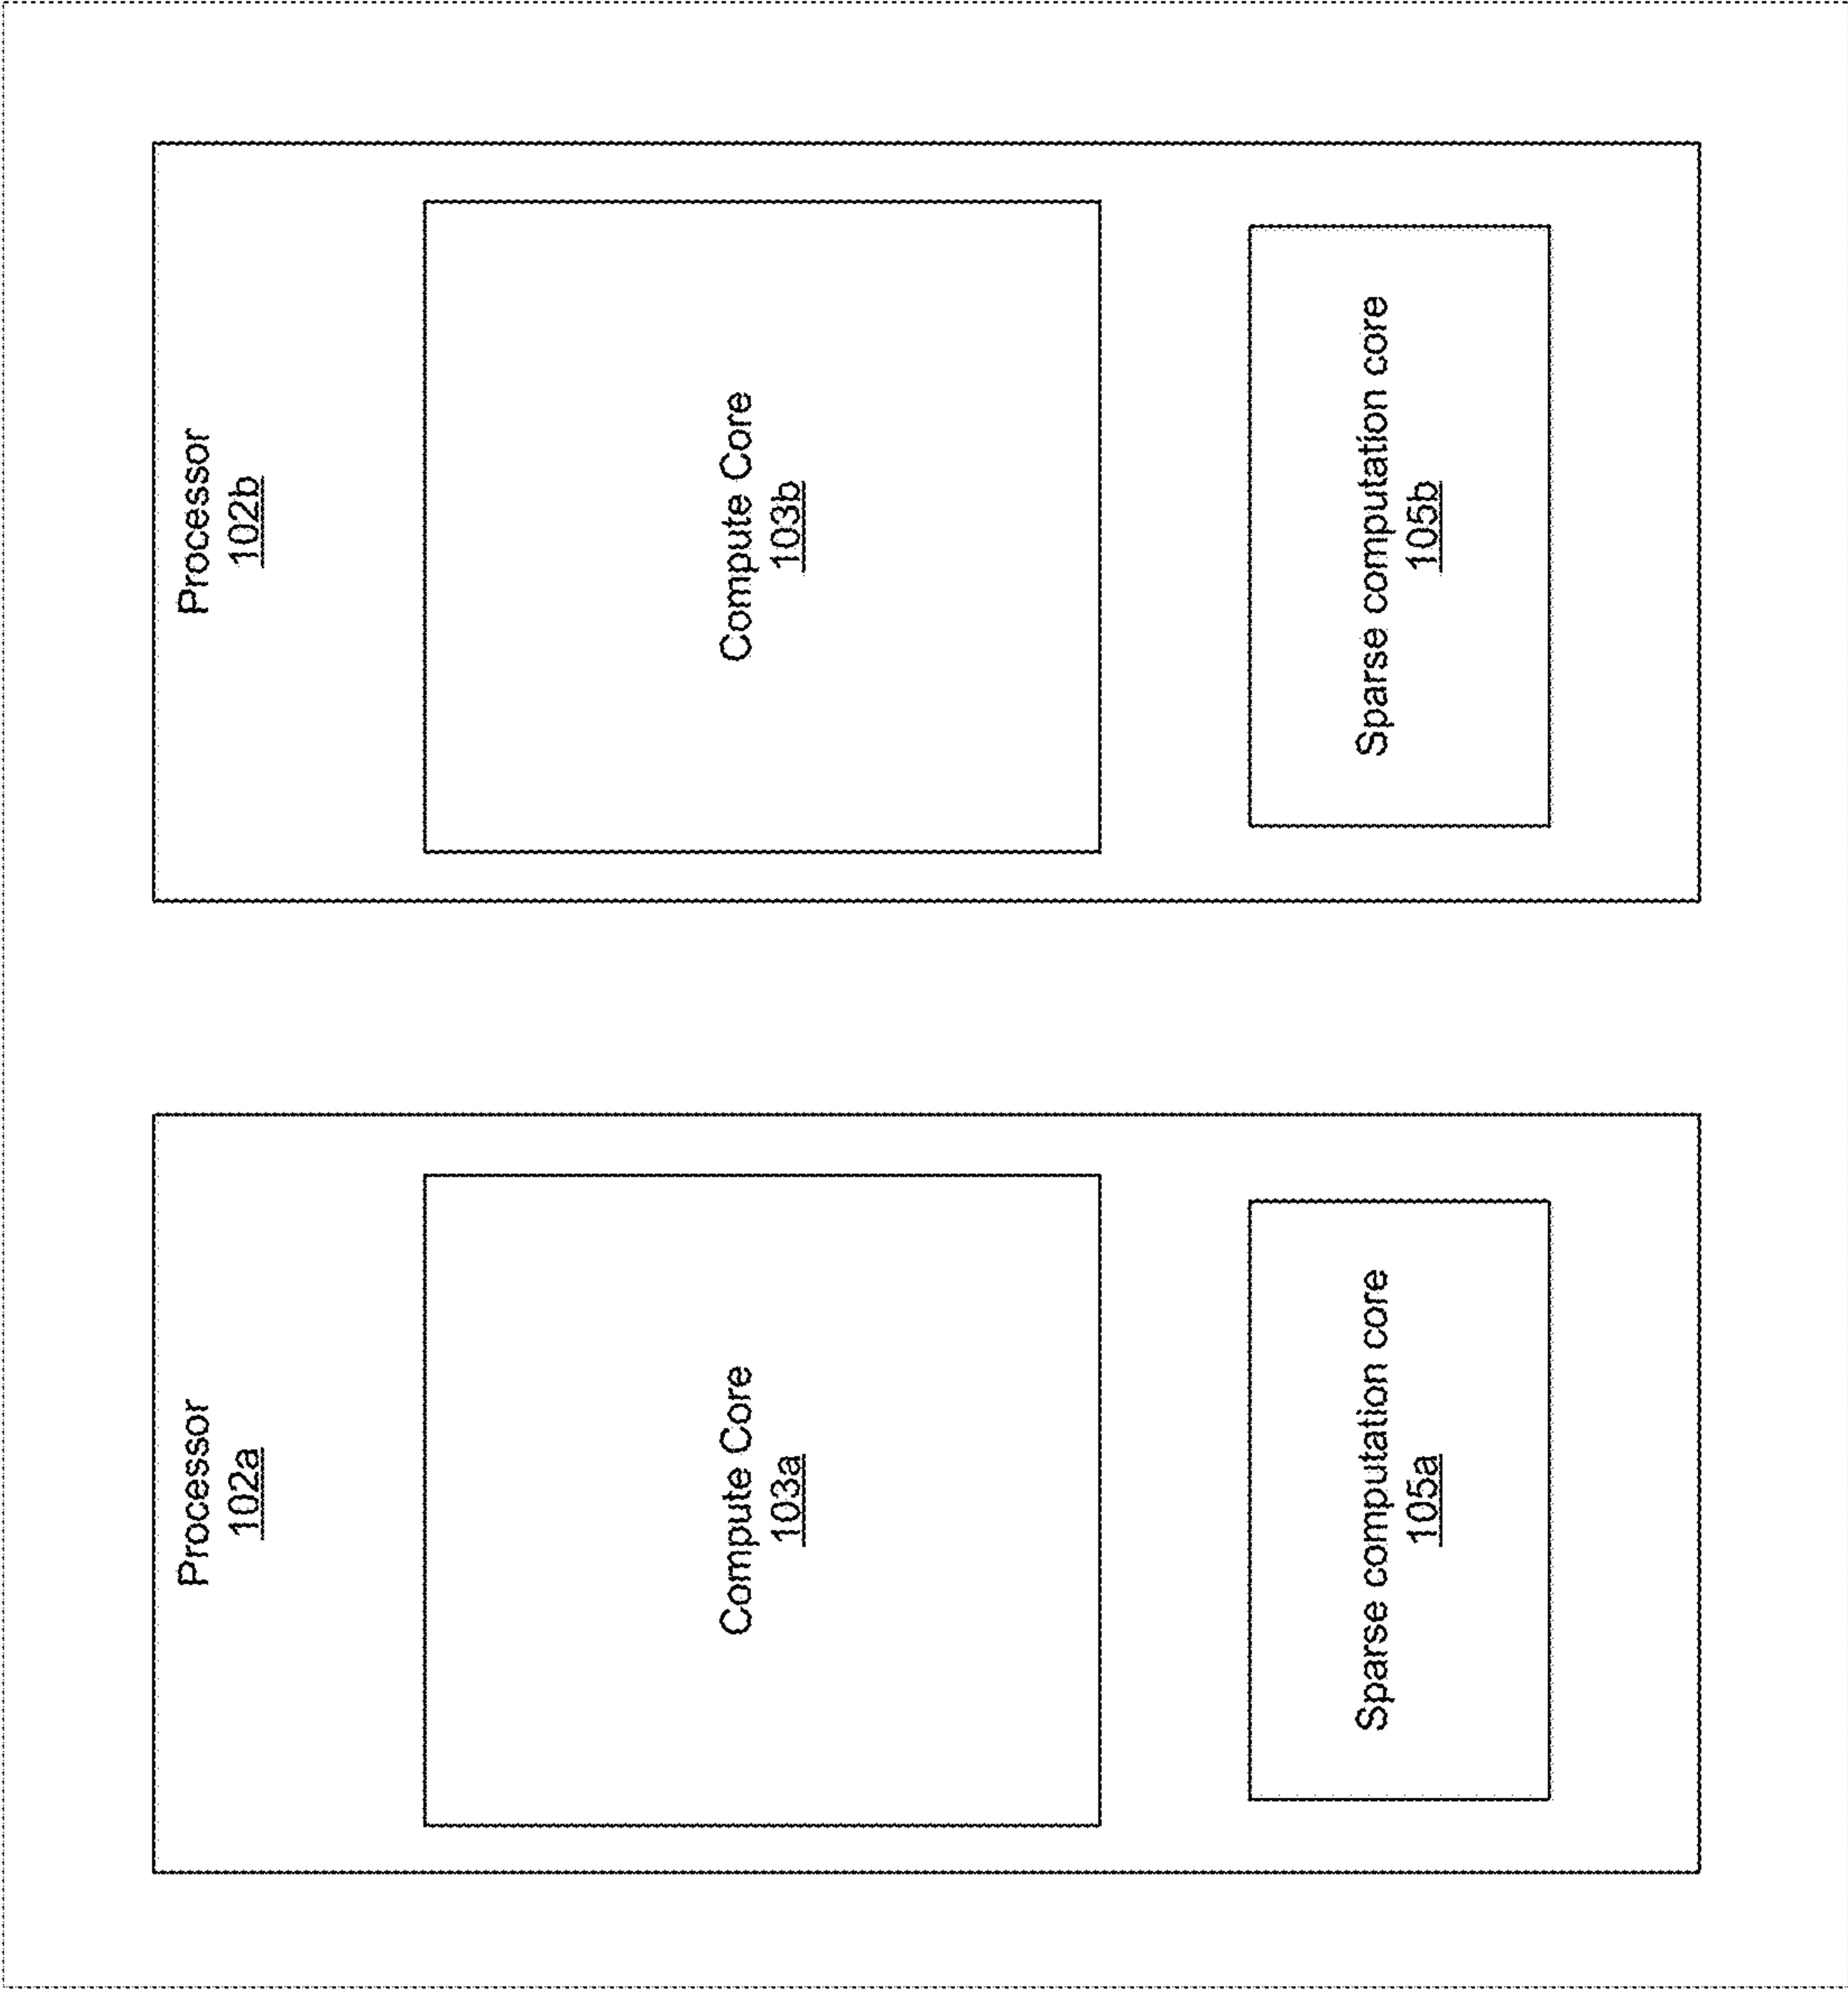 Processor
102a
Compute Core
103a
Sparse computation core
105a
Processor
102b
Compute Core
103b
Sparse computation core
105b